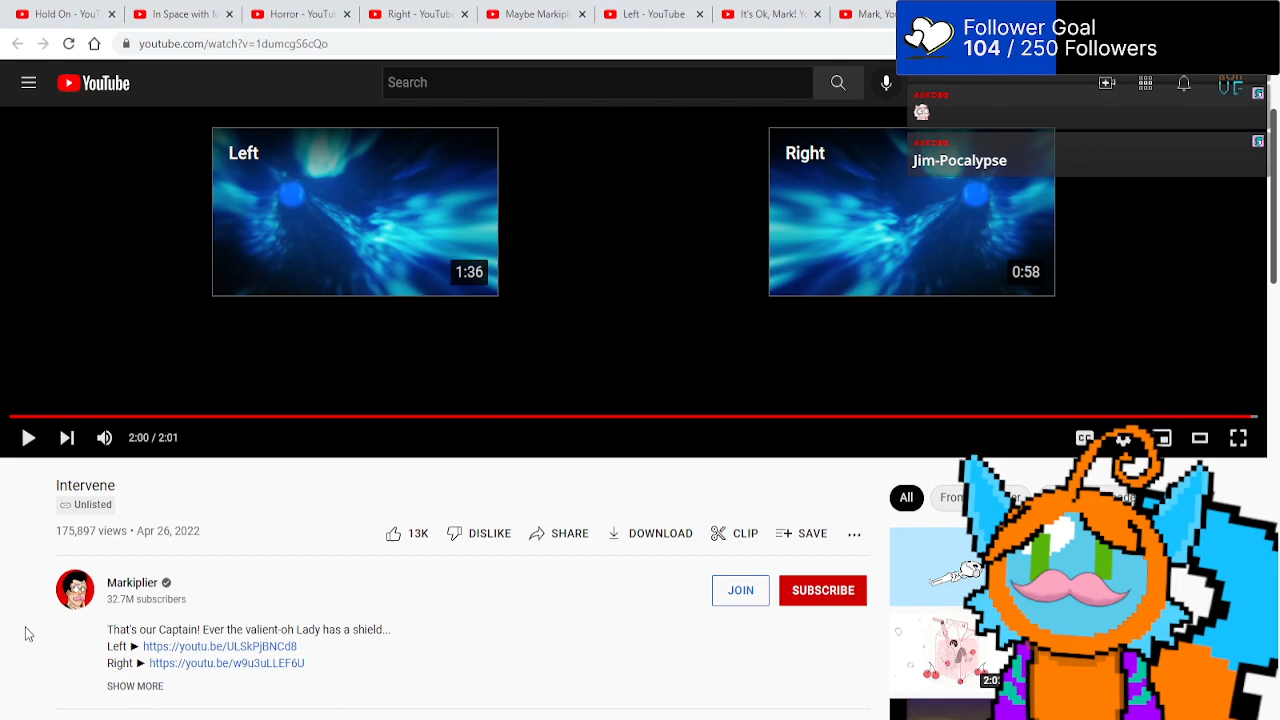 Hold On - YouT
In Space with M
Horror - YouTub
Right - YouTube
Maybe Markipli
Left - YouTube
It's Ok, Mark! Y
Mark, Yo
youtube.com/watch?v=1dumcgS6cQo
Follower Goal
104 / 250 Followers
YouTube
Search
Jim-Pocalypse
Left
Right
1:36
0:58
2:00 / 2:01
CC
Intervene
Unlisted
All
From
175,897 views • Apr 26, 2022
13K
DISLIKE
SHARE
DOWNLOAD
CLIP
SAVE
Markiplier
32.7M subscribers
JOIN
SUBSCRIBE
That's our Captain! Ever the valient-oh Lady has a shield...
Left ► https://youtu.be/ULSkPjBNCd8
Right ► https://youtu.be/w9u3uLLEF6U
SHOW MORE